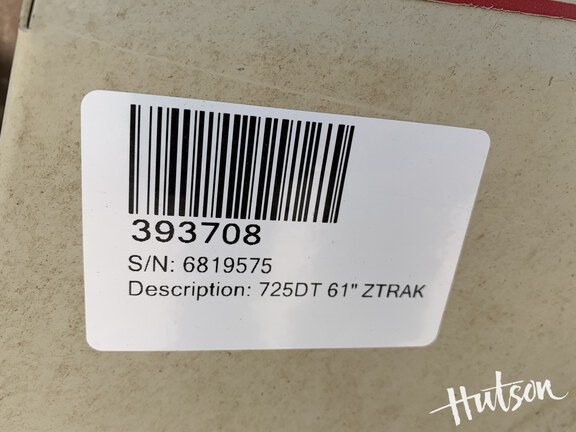 393708
S/N: 6819575
Description: 725DT 61" ZTRAK
Hutson